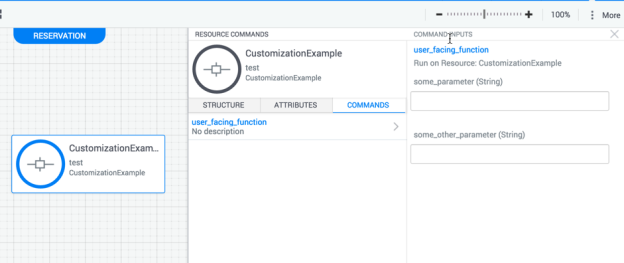 100%
More
RESERVATION
RESOURCE COMMANDS
COMMAND INPUTS
CustomizationExample
test
CustomizationExample
user_facing_function
Run on Resource: CustomizationExample
some_parameter (String)
STRUCTURE
ATTRIBUTES
COMMANDS
user_facing_function
No description
some_other_parameter (String)
CustomizationExam...
test
CustomizationExample